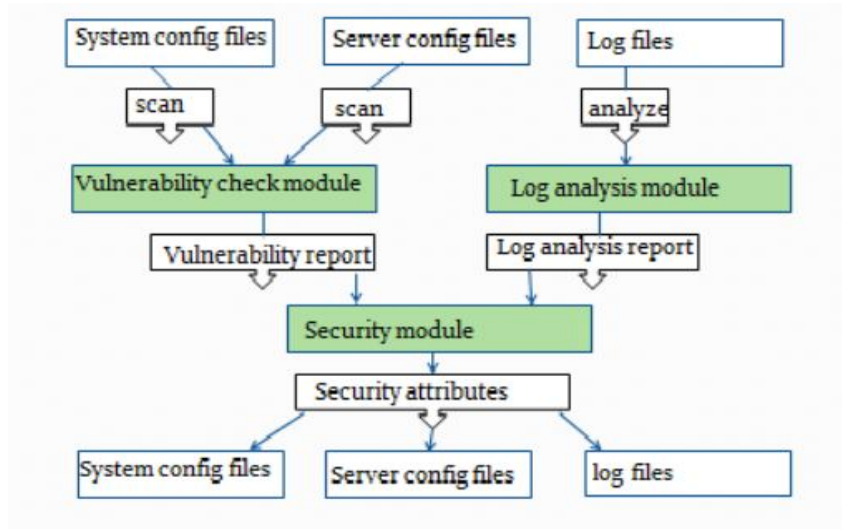 System config files
Server config files
Log files
scan
scan
analyze
Vulnerability check module
Log analysis module
Vulnerability report
Log analysis report
Security module
Security attributes
System config files
Server config files
log files